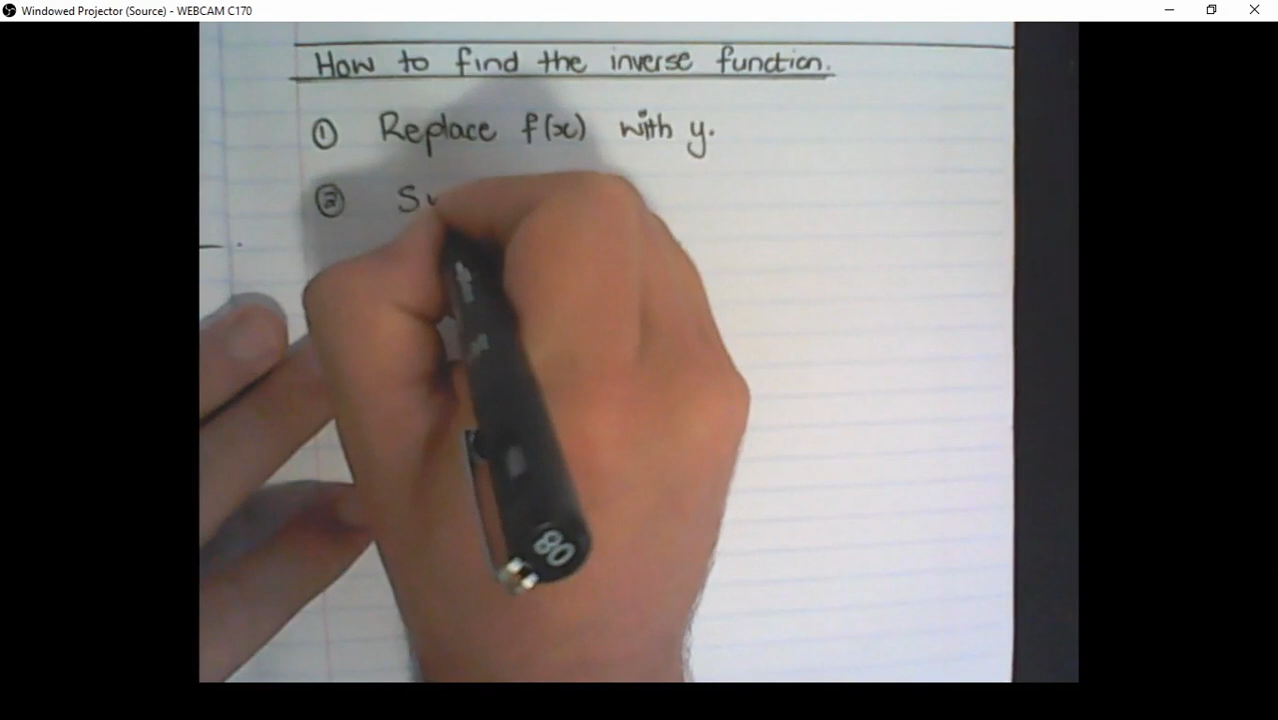 Windowed Projector (Source) - WEBCAM C170
How to find the inverse function.
① Replace f(x) with y.
②
80